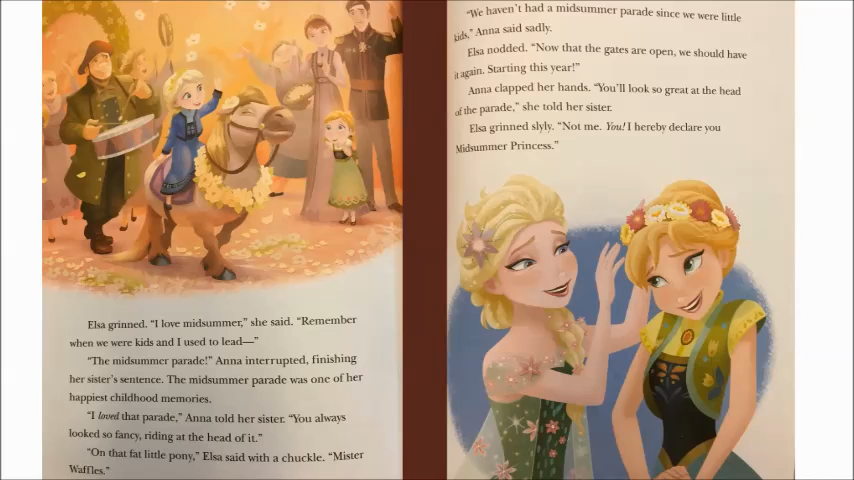 Elsa grinned. “I love midsummer,” she said. “Remember
when we were kids and I used to lead—”
“The midsummer parade!” Anna interrupted, finishing
her sister’s sentence. The midsummer parade was one of her
happiest childhood memories.
“I loved that parade,” Anna told her sister. “You always
looked so fancy, riding at the head of it.”
“On that fat little pony,” Elsa said with a chuckle. “Mister
Waffles.”
“We haven’t had a midsummer parade since we were little
kids,” Anna said sadly.
Elsa nodded. “Now that the gates are open, we should have
it again. Starting this year!”
Anna clapped her hands. “You’ll look so great at the head
of the parade,” she told her sister.
Elsa grinned slyly. “Not me. You! I hereby declare you
Midsummer Princess.”